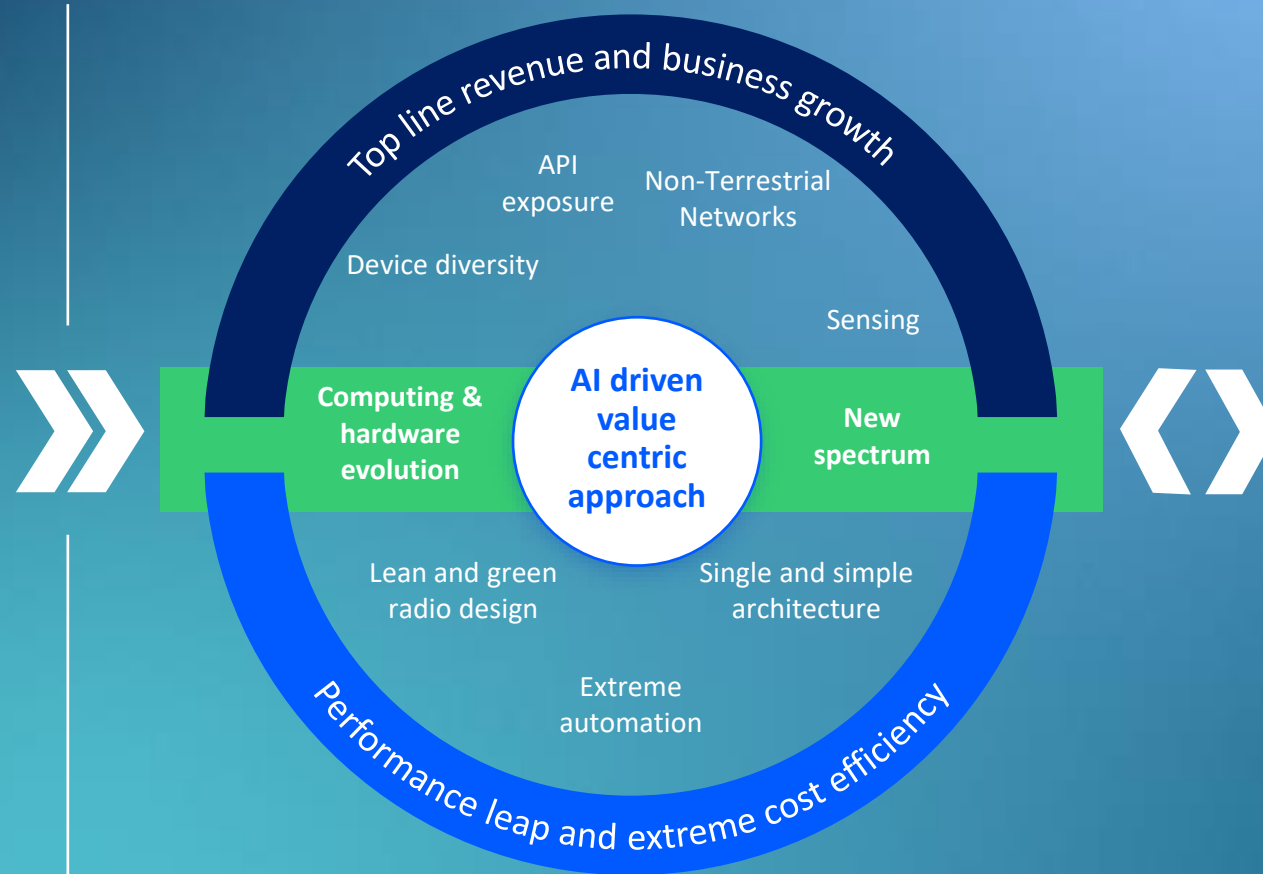 Top line revenue and business growth
API
exposure
Non-Terrestrial
Networks
Device diversity
Sensing
Computing &
hardware
evolution
AI driven
value
centric
approach
New
spectrum
Lean and green
radio design
Single and simple
architecture
Extreme
automation
Performance leap and extreme cost efficiency